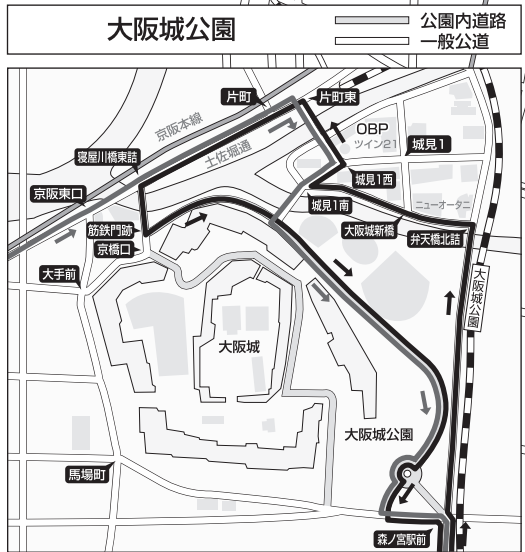 大阪城公園
公園内道路
一般公道
片町
片町東
京阪本線
OBP
ツイン21
城見1
土佐堀通
寝屋川橋東詰
城見1西
京阪東口
城見1南
ニューオータニ
筋鉄門跡
京橋口
大阪城新橋
弁天橋北詰
大手前
大阪城公園
大阪城
大阪城公園
馬場町
森ノ宮駅前